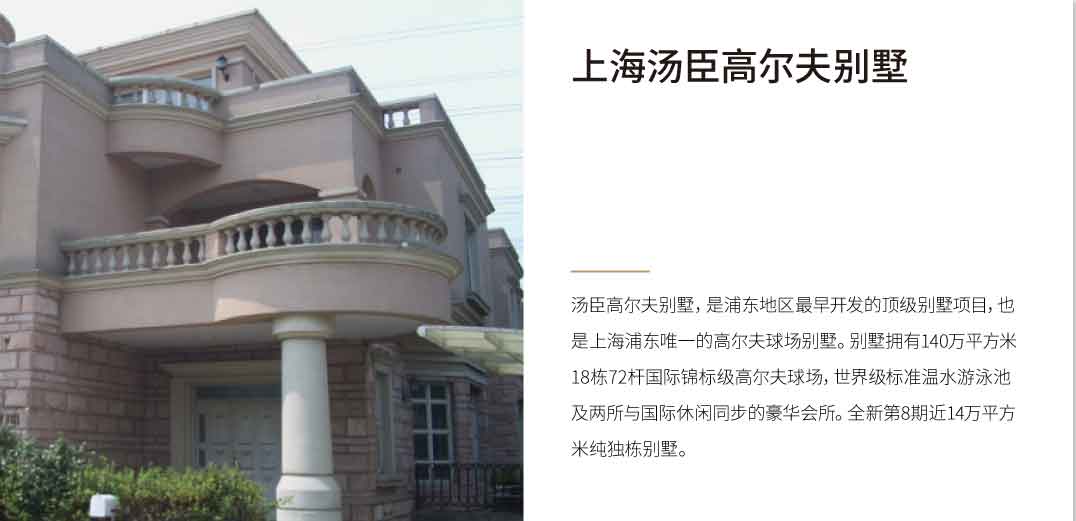 上海汤臣高尔夫别墅
汤臣高尔夫别墅，是浦东地区最早开发的顶级别墅项目，也
是上海浦东唯一的高尔夫球场别墅。别墅拥有140万平方米
18栋72杆国际锦标级高尔夫球场，世界级标准温水游泳池
及两所与国际休闲同步的豪华会所。全新第8期近14万平方
米纯独栋别墅。